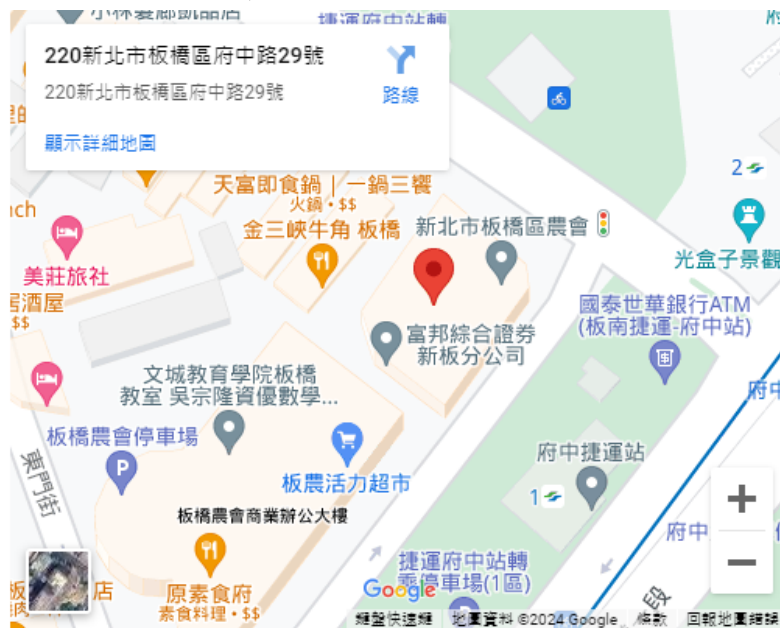 捷運府中站轉
220新北市板橋區府中路29號
220新北市板橋區府中路29號
路線
顯示詳細地圖
2
天富即食鍋 | 一鍋三饗
火鍋・$$
nch
金三峽牛角 板橋
新北市板橋區農會
美莊旅社
光盒子景觀
居酒屋
$$
國泰世華銀行ATM
(板南捷運-府中站)
富邦綜合證券
新板分公司
文城教育學院板橋
教室 吳宗隆資優數學...
府中
板橋農會停車場
P
府中捷運站
東門街
板農活力超市
1
+
板橋農會商業辦公大樓
府中
−
捷運府中站轉
乘停車場(1區)
原素食府
素食料理・$$
店
Google
段
鍵盤快速鍵
地圖資料 ©2024 Google
條款
回報地圖錯誤